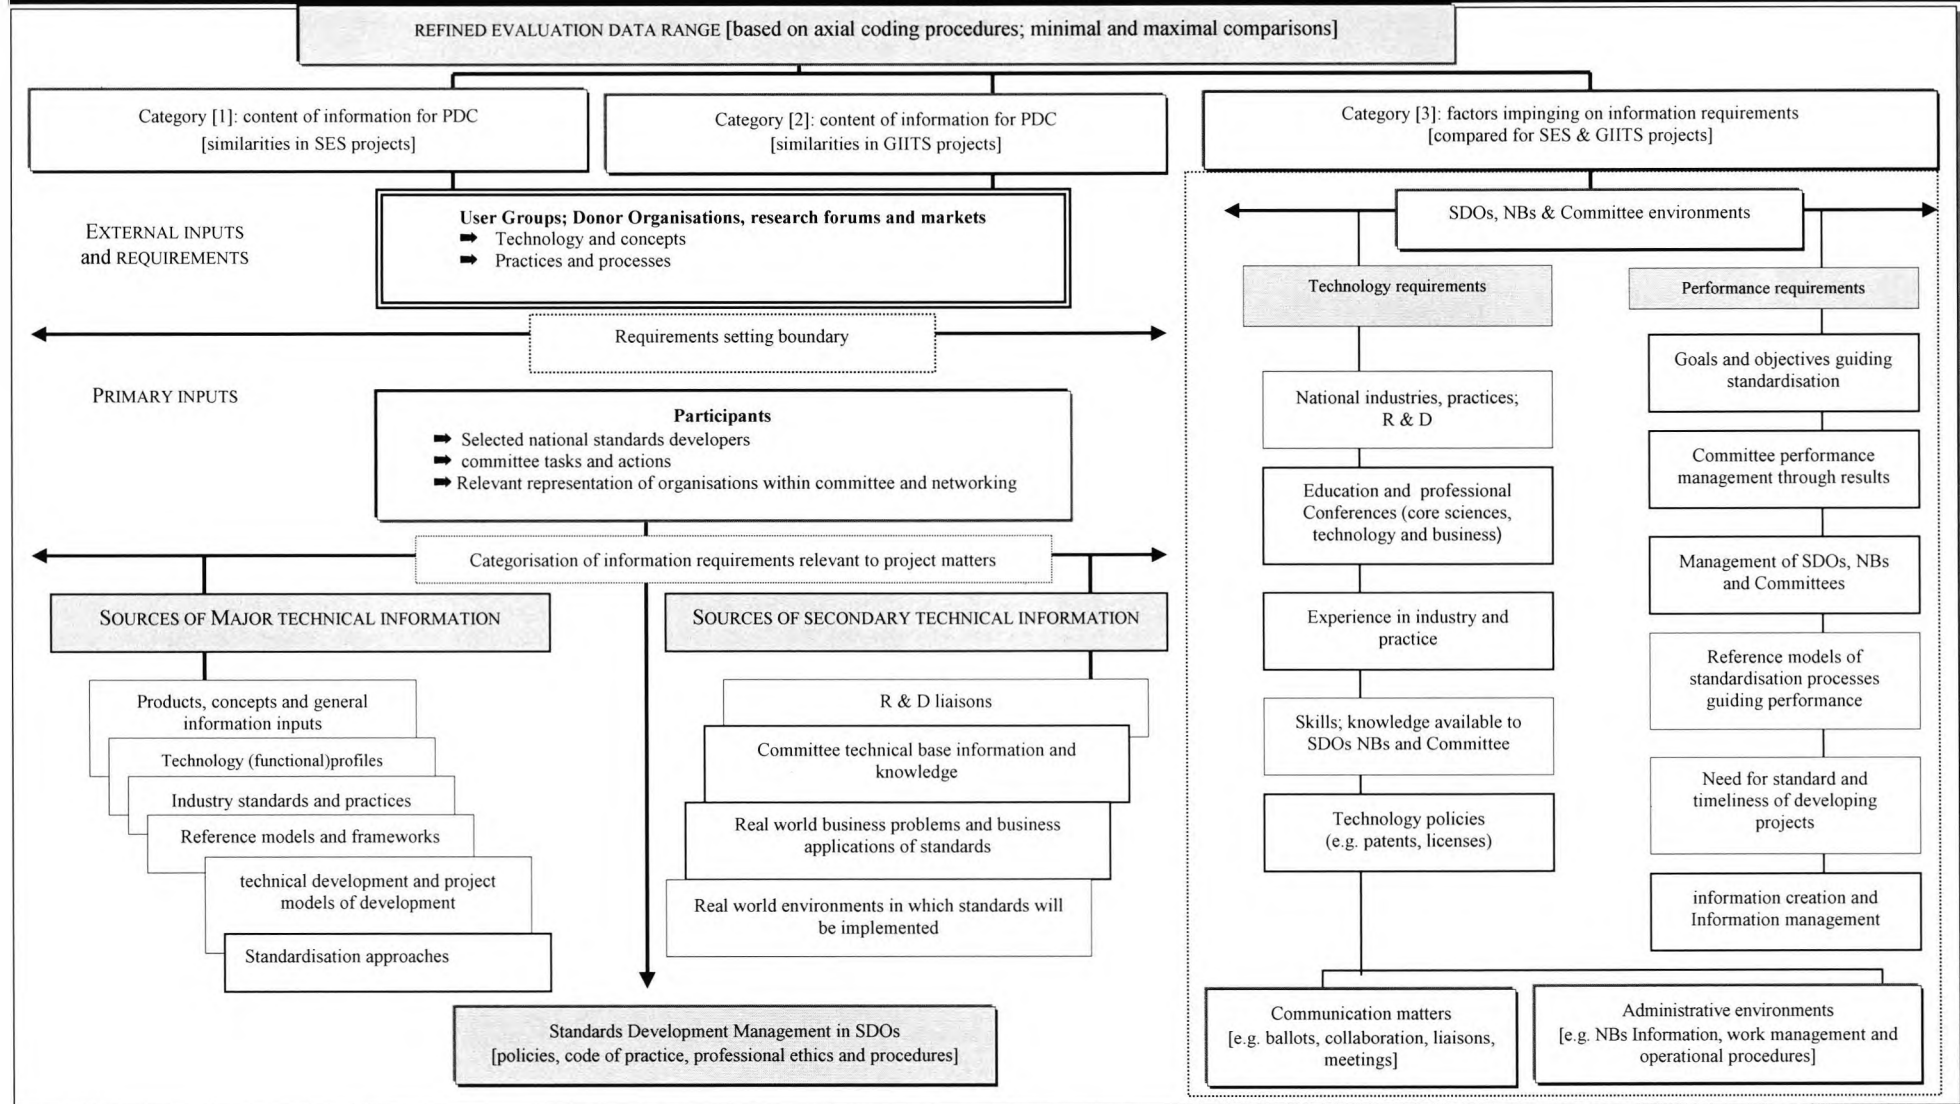 REFINED EVALUATION DATA RANGE [based on axial coding procedures; minimal and maximal comparisons]
Category [1]: content of information for PDC
[similarities in SES projects]
Category [2]: content of information for PDC
[similarities in GIITS projects]
Category [3]: factors impinging on information requirements
[compared for SES & GIITS projects]
EXTERNAL INPUTS
and REQUIREMENTS
User Groups; Donor Organisations, research forums and markets
➡ Technology and concepts
➡ Practices and processes
Requirements setting boundary
PRIMARY INPUTS
Participants
➡ Selected national standards developers
➡ committee tasks and actions
➡ Relevant representation of organisations within committee and networking
Categorisation of information requirements relevant to project matters
SOURCES OF MAJOR TECHNICAL INFORMATION
Products, concepts and general
information inputs
Technology (functional)profiles
Industry standards and practices
Reference models and frameworks
technical development and project
models of development
Standardisation approaches
SOURCES OF SECONDARY TECHNICAL INFORMATION
R & D liaisons
Committee technical base information and
knowledge
Real world business problems and business
applications of standards
Real world environments in which standards will
be implemented
Standards Development Management in SDOs
[policies, code of practice, professional ethics and procedures]
SDOs, NBs & Committee environments
Technology requirements
National industries, practices;
R & D
Education and professional
Conferences (core sciences,
technology and business)
Experience in industry and
practice
Skills; knowledge available to
SDOs NBs and Committee
Technology policies
(e.g. patents, licenses)
Performance requirements
Goals and objectives guiding
standardisation
Committee performance
management through results
Management of SDOs, NBs
and Committees
Reference models of
standardisation processes
guiding performance
Need for standard and
timeliness of developing
projects
information creation and
Information management
Communication matters
[e.g. ballots, collaboration, liaisons,
meetings]
Administrative environments
[e.g. NBs Information, work management and
operational procedures]